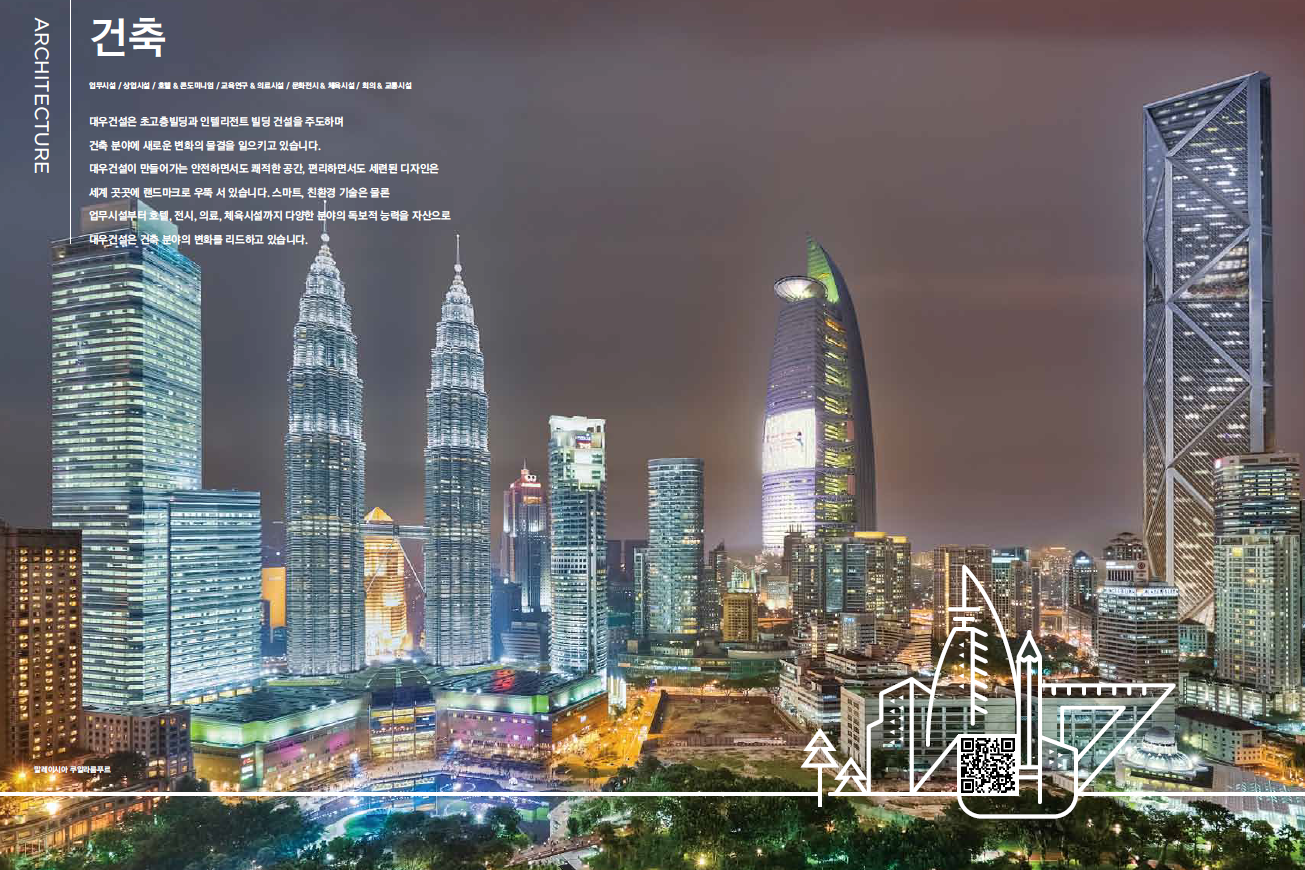 ARCHITECTURE
건축
업무시설 / 상업시설 / 호텔 & 콘도미니엄 / 교육연구 & 의료시설 / 문화전시 & 체육시설 / 회의 & 교통시설
대우건설은 초고층빌딩과 인텔리전트 빌딩 건설을 주도하며
건축 분야에 새로운 변화의 물결을 일으키고 있습니다.
대우건설이 만들어가는 안전하면서도 쾌적한 공간, 편리하면서도 세련된 디자인은
세계 곳곳에 랜드마크로 우뚝 서 있습니다. 스마트, 친환경 기술은 물론
업무시설부터 호텔, 전시, 의료, 체육시설까지 다양한 분야의 독보적 능력을 자산으로
대우건설은 건축 분야의 변화를 리드하고 있습니다.
말레이시아 쿠알라룸푸르